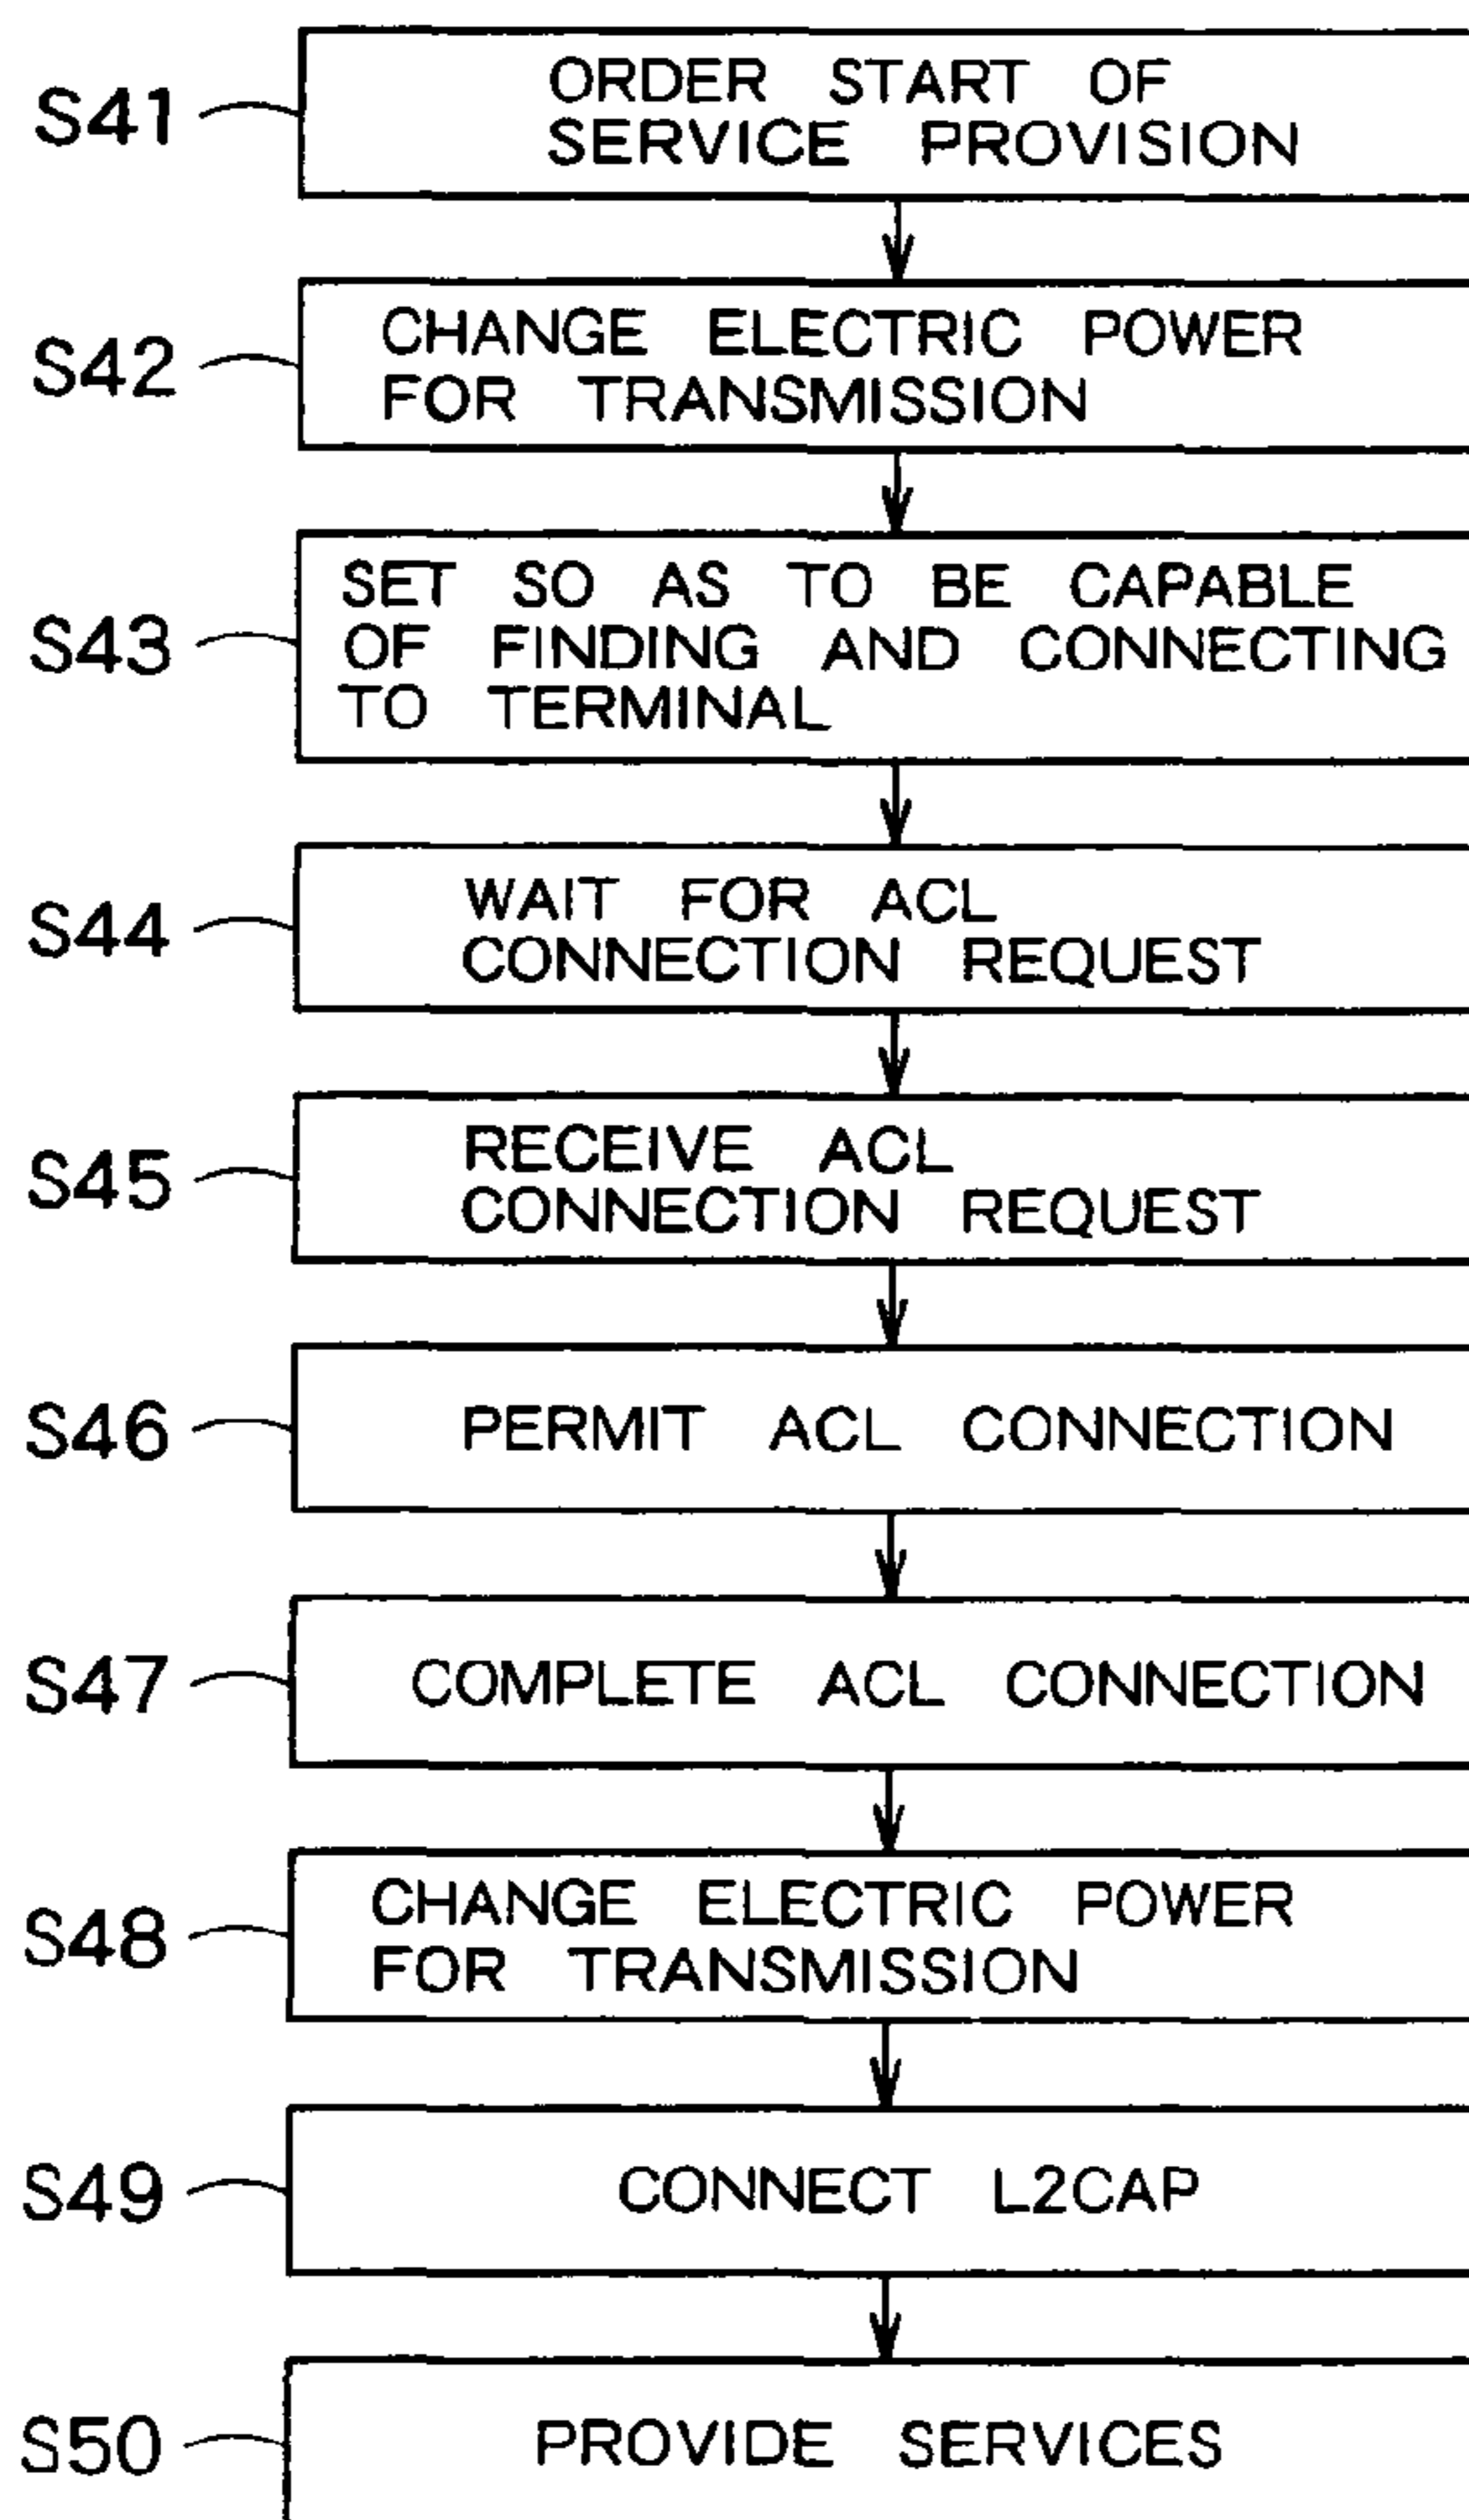 S41
ORDER START OF
SERVICE PROVISION
S42
CHANGE ELECTRIC POWER
FOR TRANSMISSION
S43
SET SO AS TO BE CAPABLE
OF FINDING AND CONNECTING
TO TERMINAL
S44
WAIT FOR ACL
CONNECTION REQUEST
S45
RECEIVE ACL
CONNECTION REQUEST
S46
PERMIT ACL CONNECTION
S47
COMPLETE ACL CONNECTION
S48
CHANGE ELECTRIC POWER
FOR TRANSMISSION
S49
CONNECT L2CAP
S50
PROVIDE SERVICES